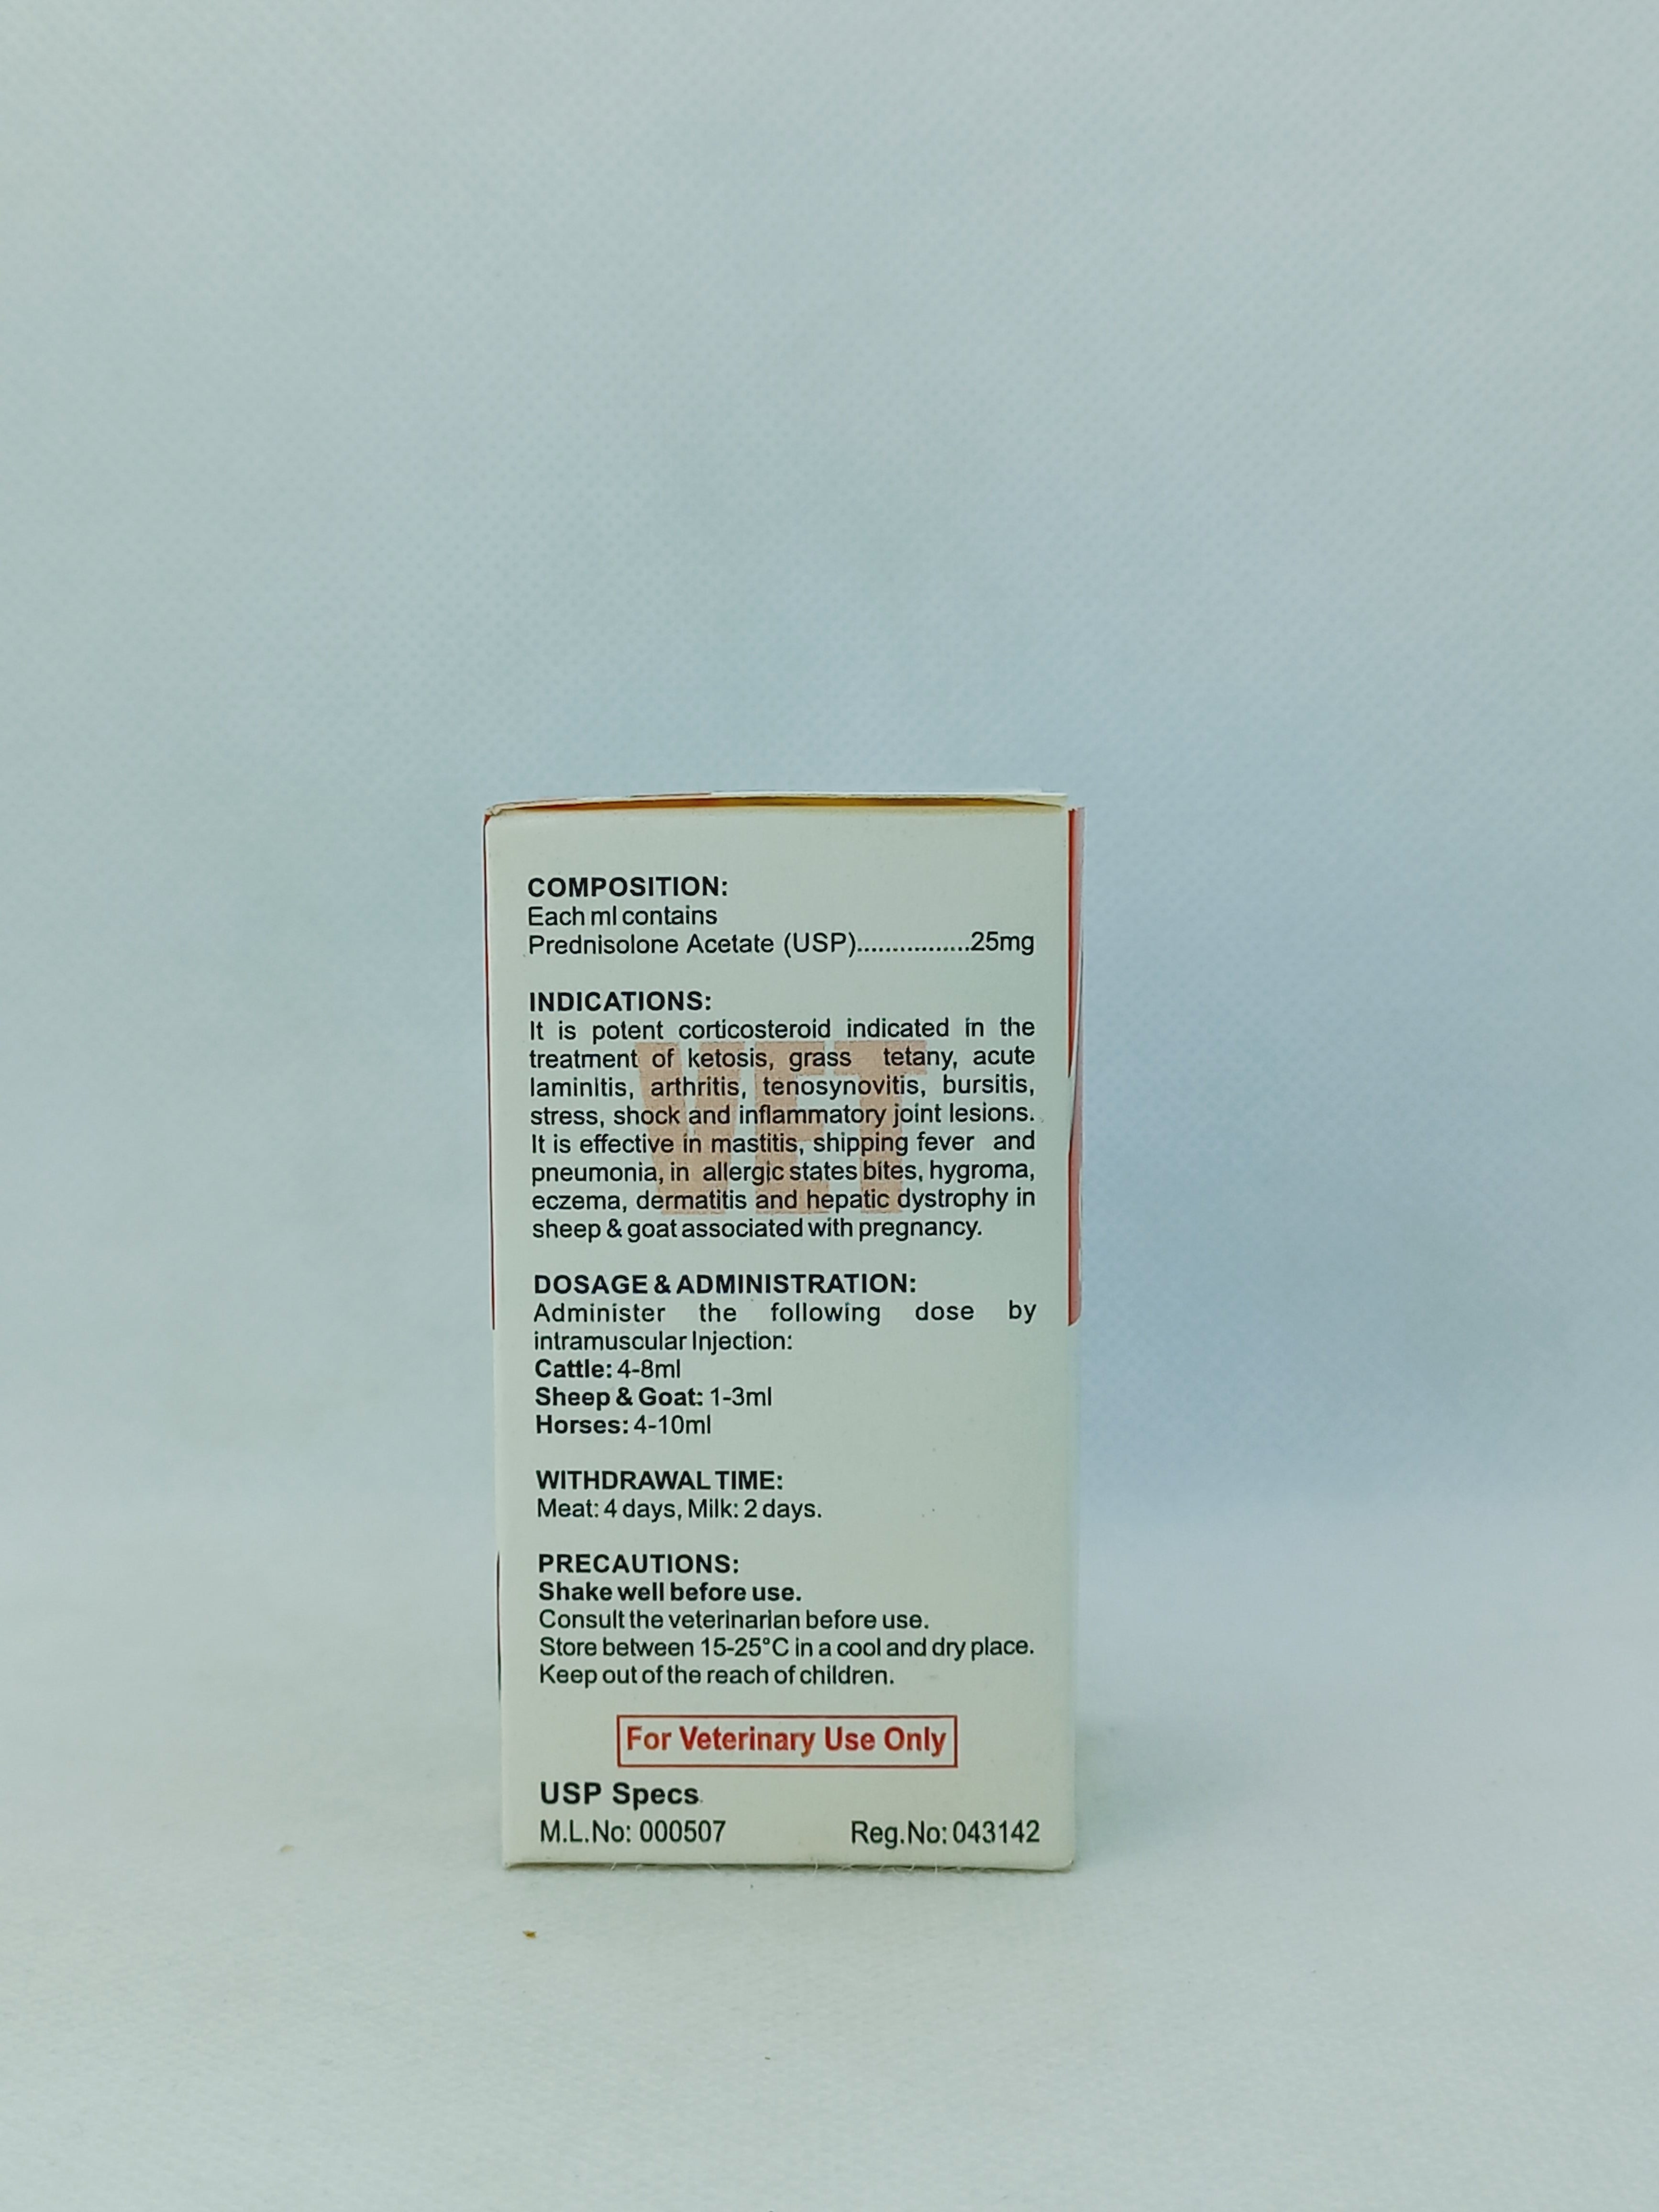 COMPOSITION:
Each ml contains
Prednisolone Acetate (USP)................25mg
INDICATIONS:
It is potent corticosteroid indicated in the
treatment of ketosis, grass tetany, acute
laminitis, arthritis, tenosynovitis, bursitis,
stress, shock and inflammatory joint lesions.
It is effective in mastitis, shipping fever and
pneumonia, in allergic states bites, hygroma,
eczema, dermatitis and hepatic dystrophy in
sheep & goat associated with pregnancy.
VET
DOSAGE & ADMINISTRATION:
Administer the following dose by
intramuscular Injection:
Cattle: 4-8ml
Sheep & Goat: 1-3ml
Horses: 4-10ml
WITHDRAWAL TIME:
Meat: 4 days, Milk: 2 days.
PRECAUTIONS:
Shake well before use.
Consult the veterinarian before use.
Store between 15-25°C in a cool and dry place.
Keep out of the reach of children.
For Veterinary Use Only
USP Specs.
M.L.No: 000507 Reg.No: 043142